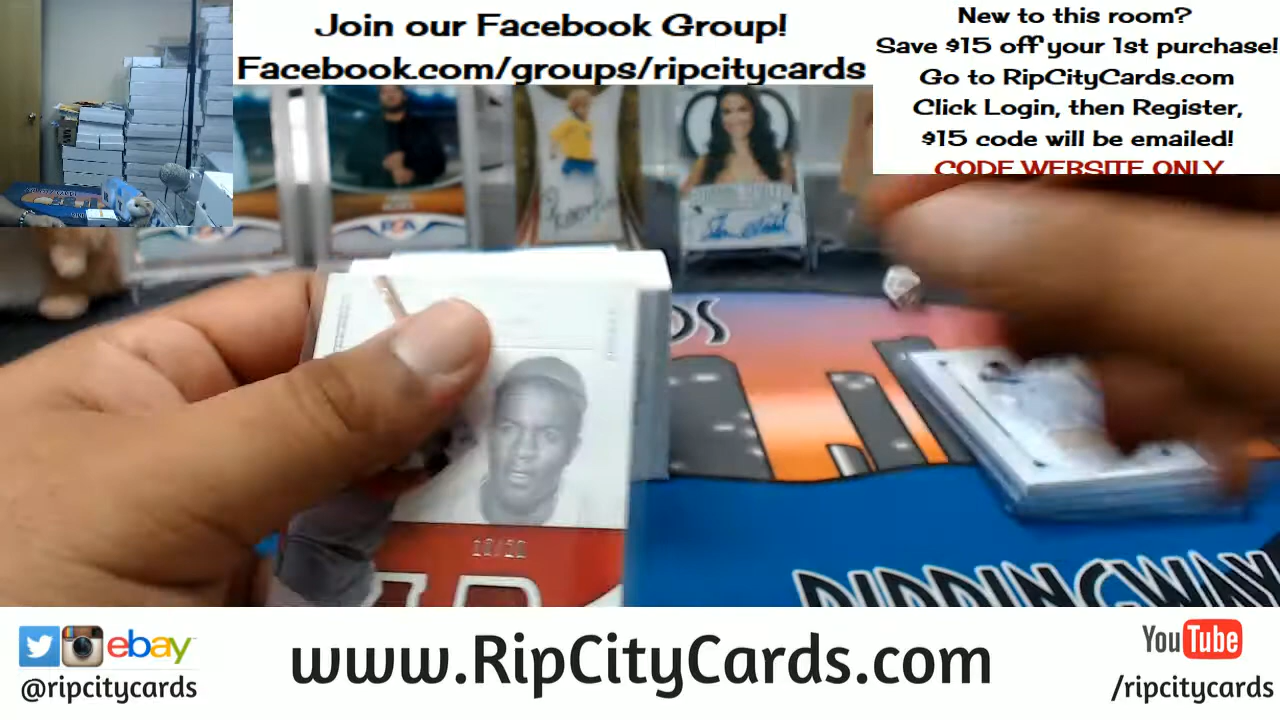 Join our Facebook Group!
Facebook.com/groups/ripcitycards
New to this room?
Save $15 off your 1st purchase!
Go to RipCityCards.com
Click Login, then Register,
$15 code will be emailed!
CODE WEBSITE ONLY
DS
RIPPINGWAX
ebay
@ripcitycards
www.RipCityCards.com
YouTube
/ripcitycards